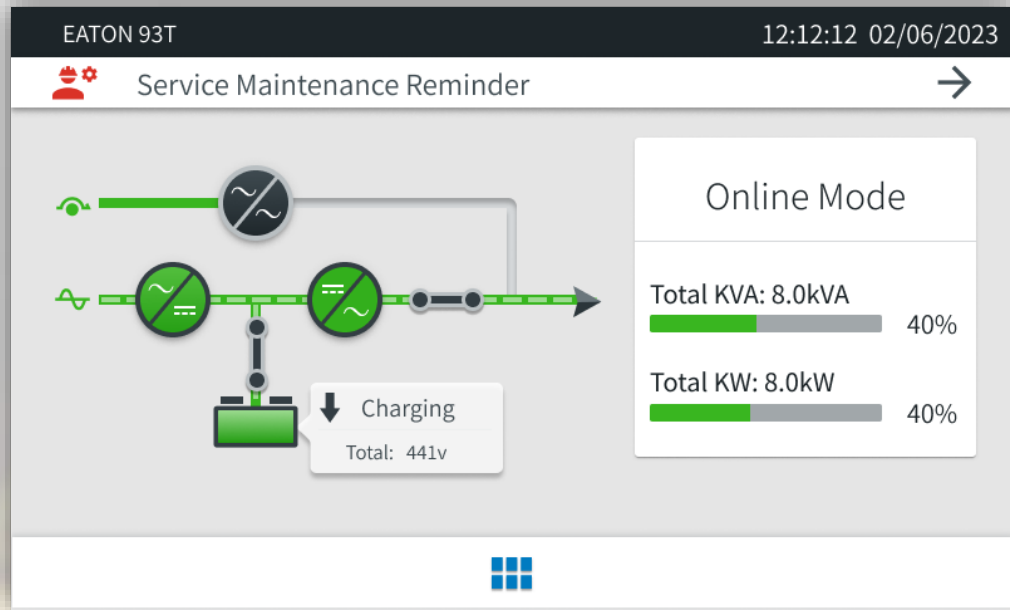 EATON 93T
12:12:12 02/06/2023
Service Maintenance Reminder
Online Mode
Total KVA: 8.0kVA
40%
Total KW: 8.0kW
40%
Charging
Total: 441v